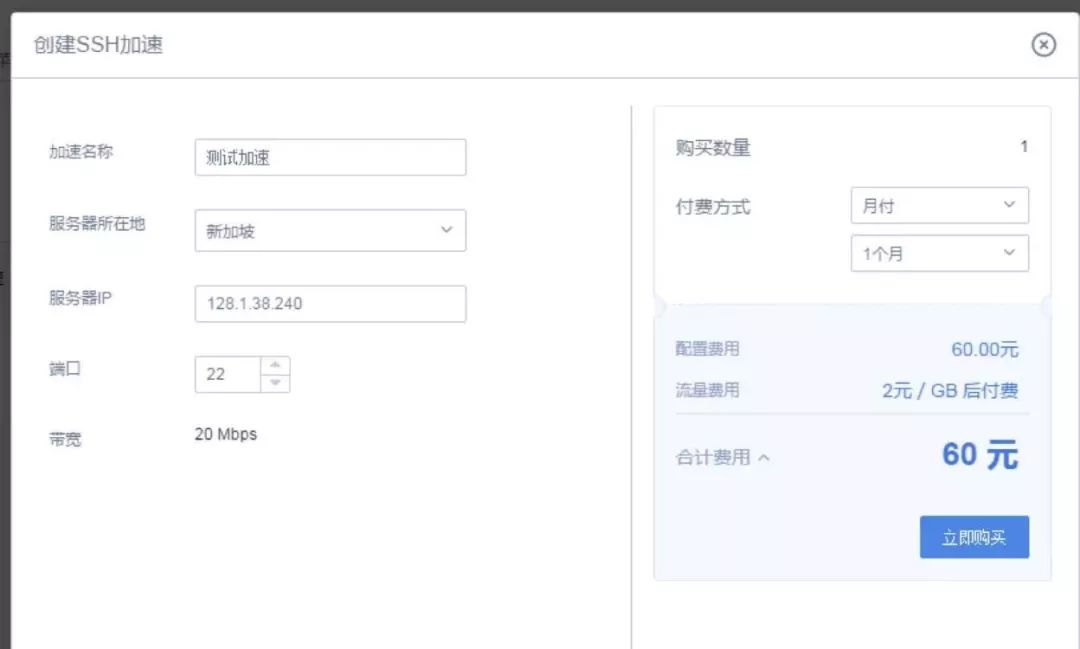 创建SSH加速
加速名称
测试加速
服务器所在地
新加坡
服务器IP
128.1.38.240
端口
22
带宽
20 Mbps
购买数量
1
付费方式
月付
1个月
配置费用
60.00元
流量费用
2元 / GB 后付费
合计费用
60 元
立即购买